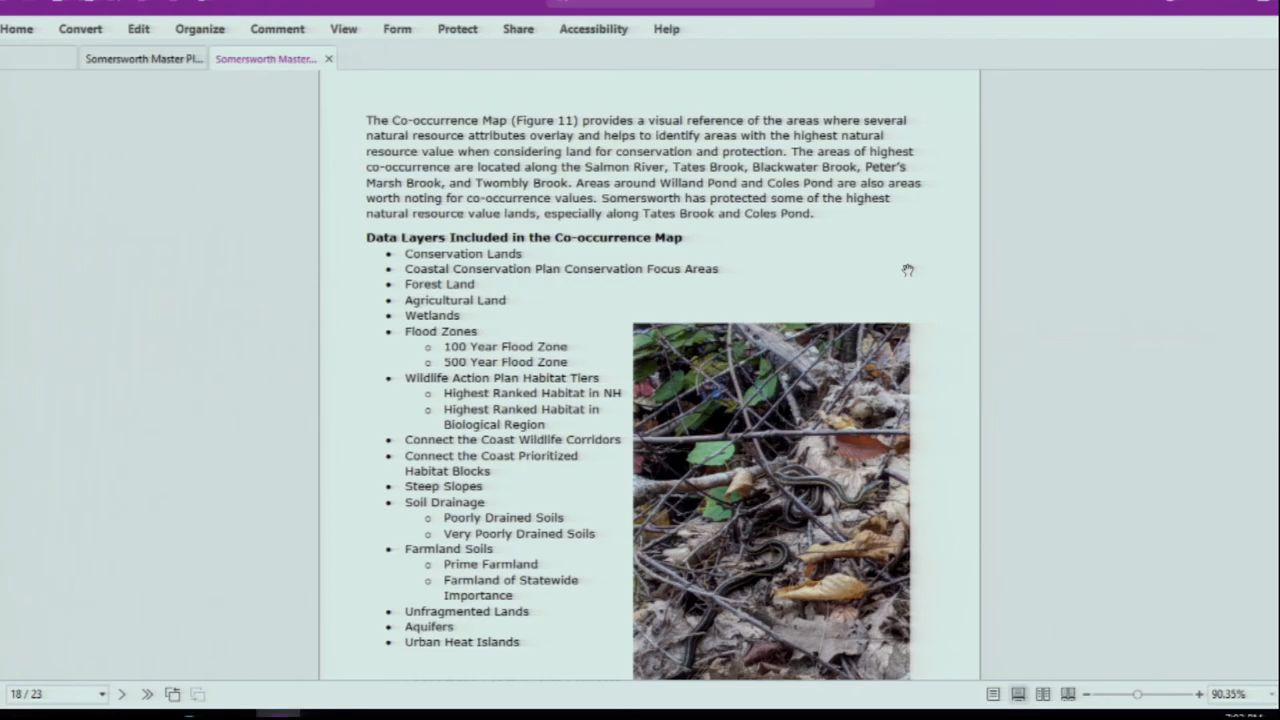 Home Convert Edit Organize Comment View Form Protect Share Accessibility Help
Somersworth Master Pl... Somersworth Master...
The Co-occurrence Map (Figure 11) provides a visual reference of the areas where several
natural resource attributes overlay and helps to identify areas with the highest natural
resource value when considering land for conservation and protection. The areas of highest
co-occurrence are located along the Salmon River, Tates Brook, Blackwater Brook, Peter's
Marsh Brook, and Twombly Brook. Areas around Willand Pond and Coles Pond are also areas
worth noting for co-occurrence values. Somersworth has protected some of the highest
natural resource value lands, especially along Tates Brook and Coles Pond.
Data Layers Included in the Co-occurrence Map
• Conservation Lands
• Coastal Conservation Plan Conservation Focus Areas
• Forest Land
• Agricultural Land
• Wetlands
• Flood Zones
○ 100 Year Flood Zone
○ 500 Year Flood Zone
• Wildlife Action Plan Habitat Tiers
○ Highest Ranked Habitat in NH
○ Highest Ranked Habitat in
Biological Region
• Connect the Coast Wildlife Corridors
• Connect the Coast Prioritized
Habitat Blocks
• Steep Slopes
• Soil Drainage
○ Poorly Drained Soils
○ Very Poorly Drained Soils
• Farmland Soils
○ Prime Farmland
○ Farmland of Statewide
Importance
• Unfragmented Lands
• Aquifers
• Urban Heat Islands
18 / 23
90.35%